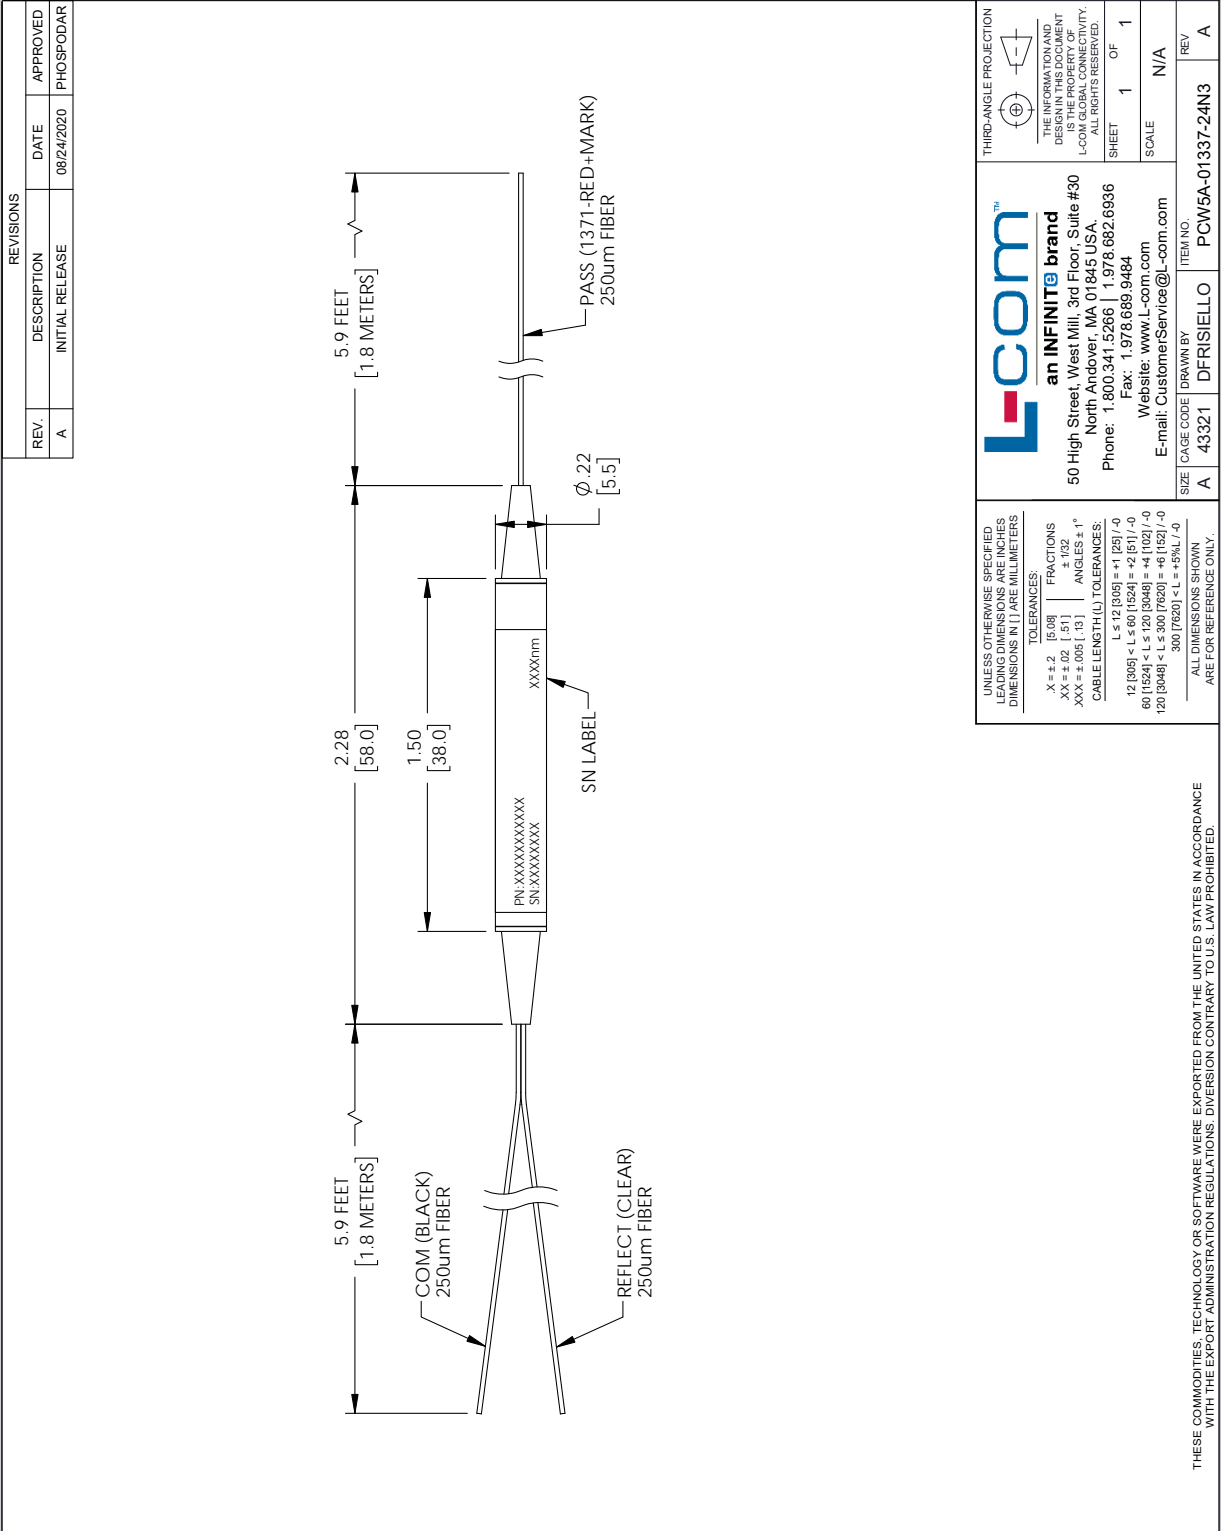 REVISIONS
REV. DESCRIPTION DATE APPROVED
A INITIAL RELEASE 08/24/2020 PHOSPODAR
5.9 FEET
[1.8 METERS]
2.28
[58.0]
5.9 FEET
[1.8 METERS]
1.50
[38.0]
COM (BLACK)
250um FIBER
REFLECT (CLEAR)
250um FIBER
PN:XXXXXXXXXXX
SN:XXXXXXXX
XXXXnm
SN LABEL
Ø.22
[5.5]
PASS (1371-RED+MARK)
250um FIBER
UNLESS OTHERWISE SPECIFIED
LEADING DIMENSIONS ARE INCHES
DIMENSIONS IN [ ] ARE MILLIMETERS
TOLERANCES:
.X = ± .2 [5.08] FRACTIONS
.XX = ± .02 [ .51] ± 1/32
.XXX = ± .005 [ .13 ] ANGLES ± 1°
CABLE LENGTH (L) TOLERANCES:
L ≤ 12 [305] = +1 [25] / -0
12 [305] < L ≤ 60 [1524] = +2 [51] / -0
60 [1524] < L ≤ 120 [3048] = +4 [102] / -0
120 [3048] < L ≤ 300 [7620] = +6 [152] / -0
300 [7620] < L = +5%L / -0
ALL DIMENSIONS SHOWN
ARE FOR REFERENCE ONLY.
L-com™
an INFINITe brand
50 High Street, West Mill, 3rd Floor, Suite #30
North Andover, MA 01845 USA.
Phone: 1.800.341.5266 | 1.978.682.6936
Fax: 1.978.689.9484
Website: www.L-com.com
E-mail: CustomerService@L-com.com
THIRD-ANGLE PROJECTION
THE INFORMATION AND
DESIGN IN THIS DOCUMENT
IS THE PROPERTY OF
L-COM GLOBAL CONNECTIVITY.
ALL RIGHTS RESERVED.
SHEET 1 OF 1
SCALE N/A
SIZE A
CAGE CODE 43321
DRAWN BY DFRISIELLO
ITEM NO. PCW5A-01337-24N3
REV A
THESE COMMODITIES, TECHNOLOGY OR SOFTWARE WERE EXPORTED FROM THE UNITED STATES IN ACCORDANCE
WITH THE EXPORT ADMINISTRATION REGULATIONS. DIVERSION CONTRARY TO U.S. LAW PROHIBITED.